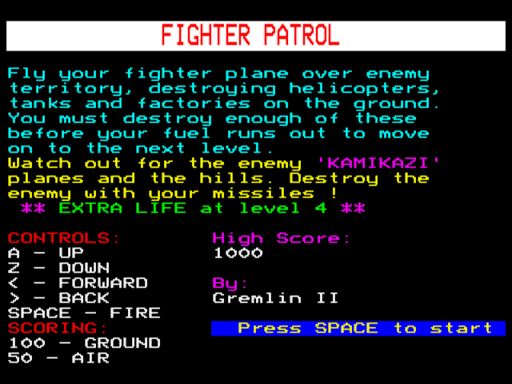 FIGHTER PATROL
Fly your fighter plane over enemy
territory, destroying helicopters,
tanks and factories on the ground.
You must destroy enough of these
before your fuel runs out to move
on to the next level.
Watch out for the enemy 'KAMIKAZI'
planes and the hills. Destroy the
enemy with your missiles !
** EXTRA LIFE at level 4 **
CONTROLS:
A - UP
Z - DOWN
< - FORWARD
> - BACK
SPACE - FIRE
SCORING:
100 - GROUND
50 - AIR
High Score:
1000
By:
Gremlin II
Press SPACE to start